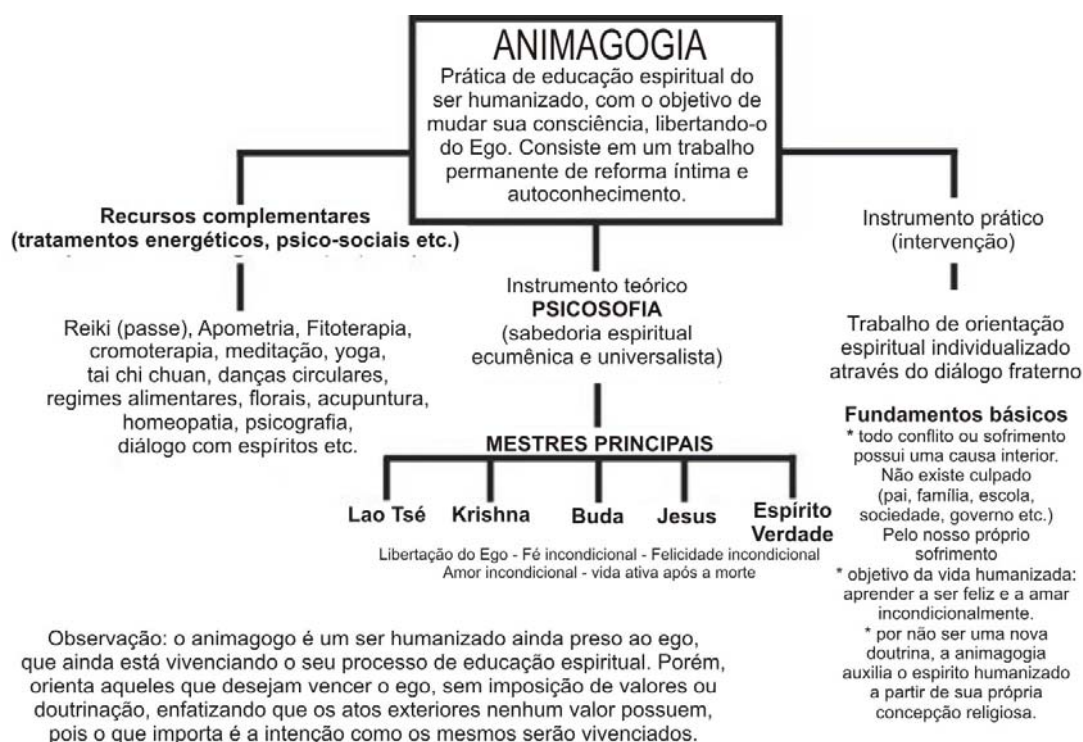 ANIMAGOGIA
Prática de educação espiritual do
ser humanizado, com o objetivo de
mudar sua consciência, libertando-o
do Ego. Consiste em um trabalho
permanente de reforma íntima e
autoconhecimento.
Recursos complementares
(tratamentos energéticos, psico-sociais etc.)
Reiki (passe), Apometria, Fitoterapia,
cromoterapia, meditação, yoga,
tai chi chuan, danças circulares,
regimes alimentares, florais, acupuntura,
homeopatia, psicografia,
diálogo com espíritos etc.
Instrumento teórico
PSICOSOFIA
(sabedoria espiritual
ecumênica e universalista)
MESTRES PRINCIPAIS
Lao Tsé
Krishna
Buda
Jesus
Espírito
Verdade
Libertação do Ego - Fé incondicional - Felicidade incondicional
Amor incondicional - vida ativa após a morte
Instrumento prático
(intervenção)
Trabalho de orientação
espiritual individualizado
através do diálogo fraterno
Fundamentos básicos
* todo conflito ou sofrimento
possui uma causa interior.
Não existe culpado
(pai, família, escola,
sociedade, governo etc.)
Pelo nosso próprio
sofrimento
* objetivo da vida humanizada:
aprender a ser feliz e a amar
incondicionalmente.
* por não ser uma nova
doutrina, a animagogia
auxilia o espirito humanizado
a partir de sua própria
concepção religiosa.
Observação: o animagogo é um ser humanizado ainda preso ao ego,
que ainda está vivenciando o seu processo de educação espiritual. Porém,
orienta aqueles que desejam vencer o ego, sem imposição de valores ou
doutrinação, enfatizando que os atos exteriores nenhum valor possuem,
pois o que importa é a intenção como os mesmos serão vivenciados.